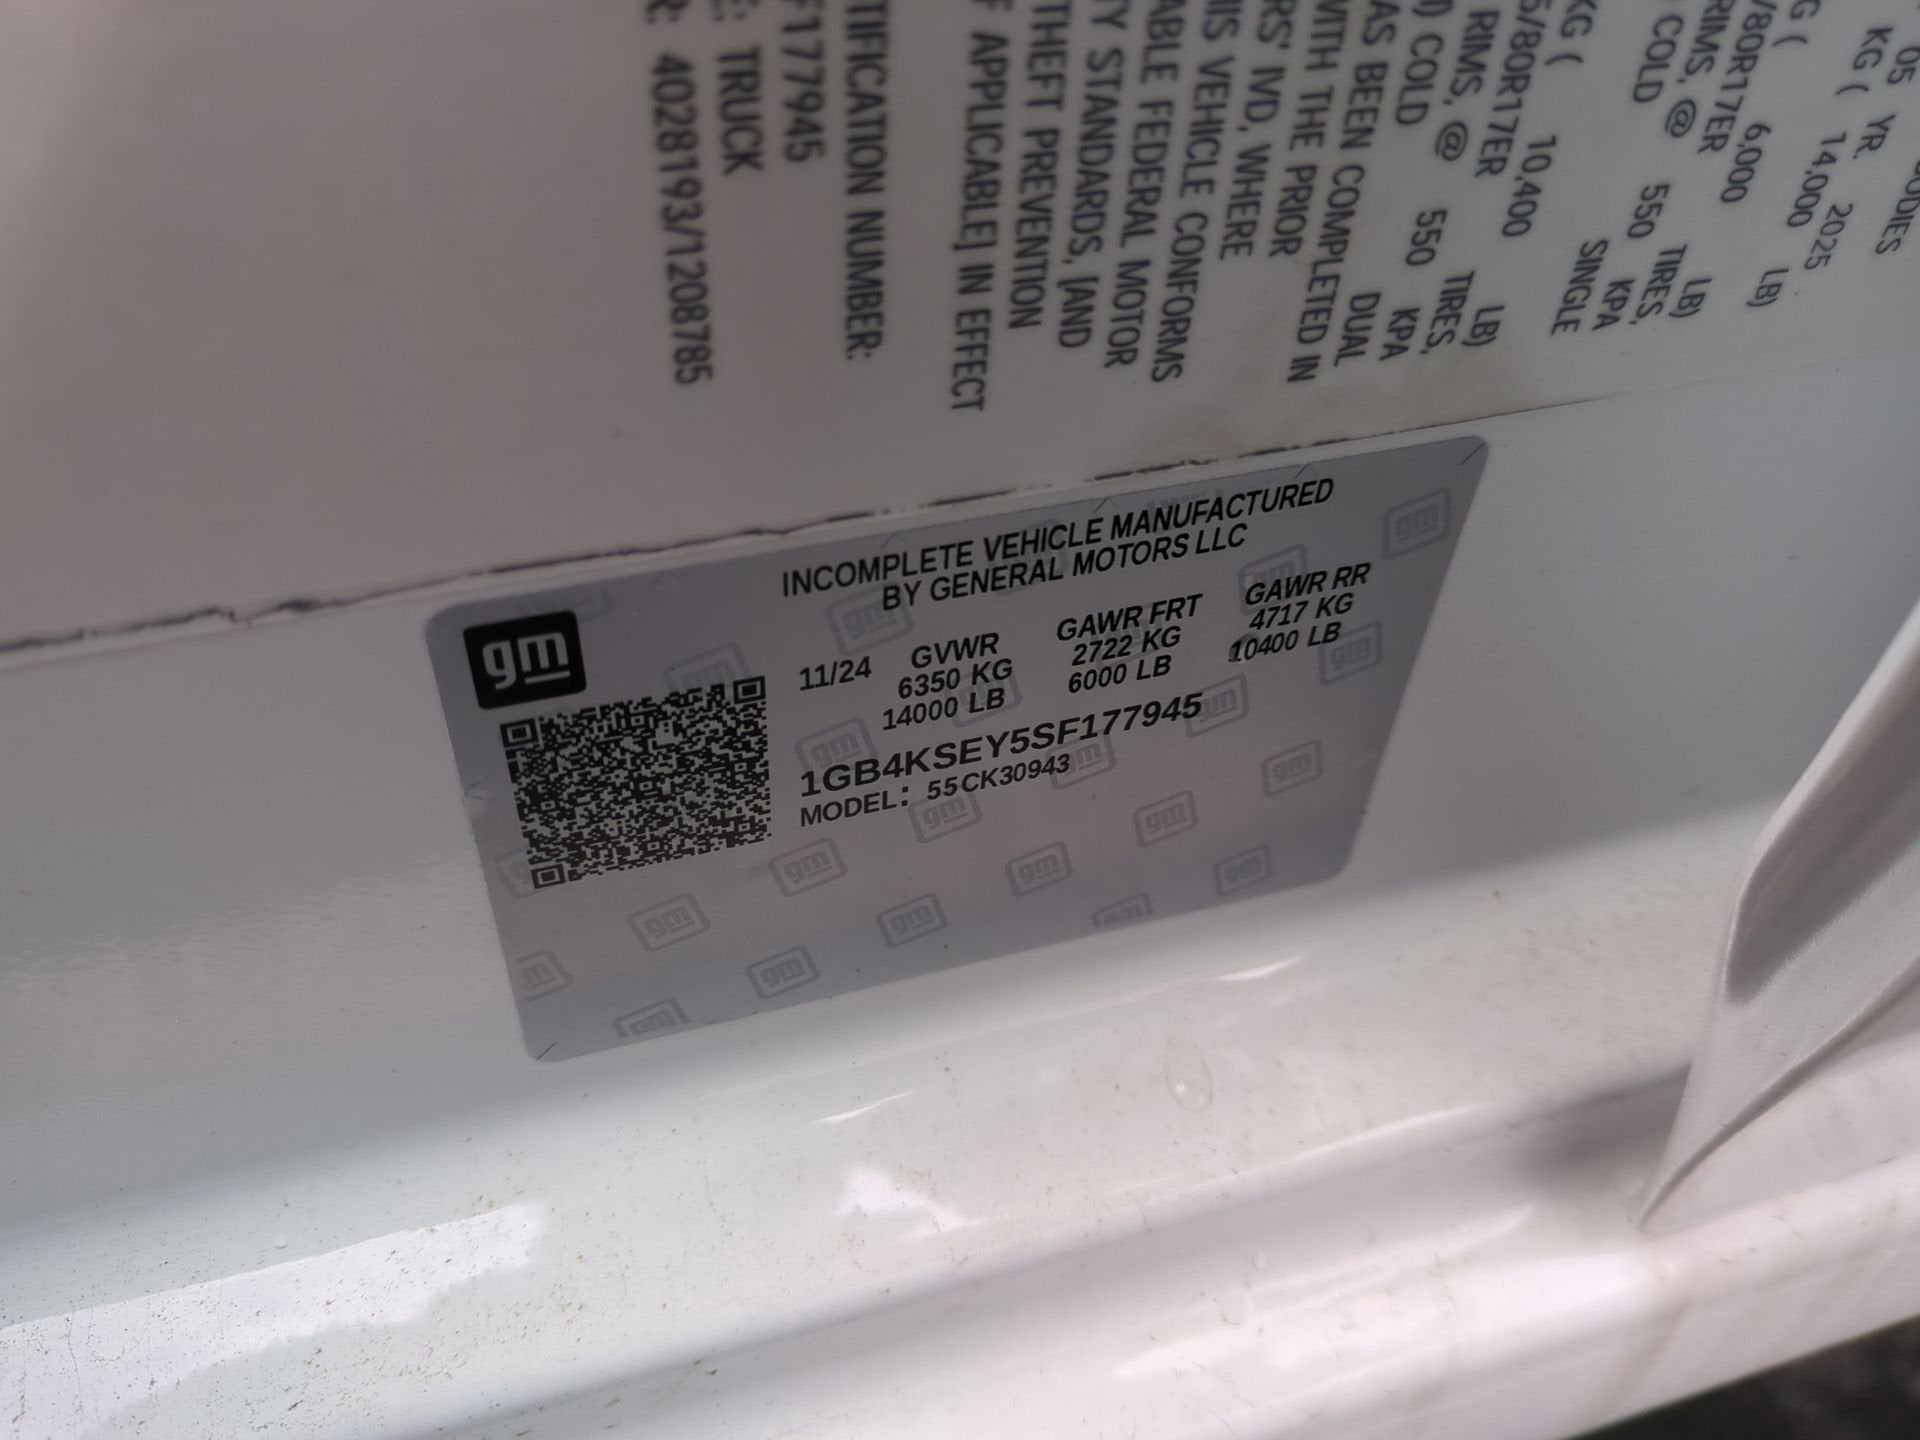 05 YR. 2025
KG ( 14,000 LB)
6,000 LB)
/80R17ER TIRES,
RIMS, @ 550 KPA
COLD SINGLE
KG ( 10,400 LB)
5/80R17ER TIRES,
RIMS, @ 550 KPA
COLD DUAL
AS BEEN COMPLETED IN
WITH THE PRIOR
RS' IVD, WHERE
HIS VEHICLE CONFORMS
ABLE FEDERAL MOTOR
TY STANDARDS, [AND
THEFT PREVENTION
F APPLICABLE] IN EFFECT
TIFICATION NUMBER:
F177945
E: TRUCK
R: 4028193/1208785
gm
INCOMPLETE VEHICLE MANUFACTURED
BY GENERAL MOTORS LLC
11/24 GVWR GAWR FRT GAWR RR
6350 KG 2722 KG 4717 KG
14000 LB 6000 LB 10400 LB
1GB4KSEY5SF177945
MODEL: 55CK30943